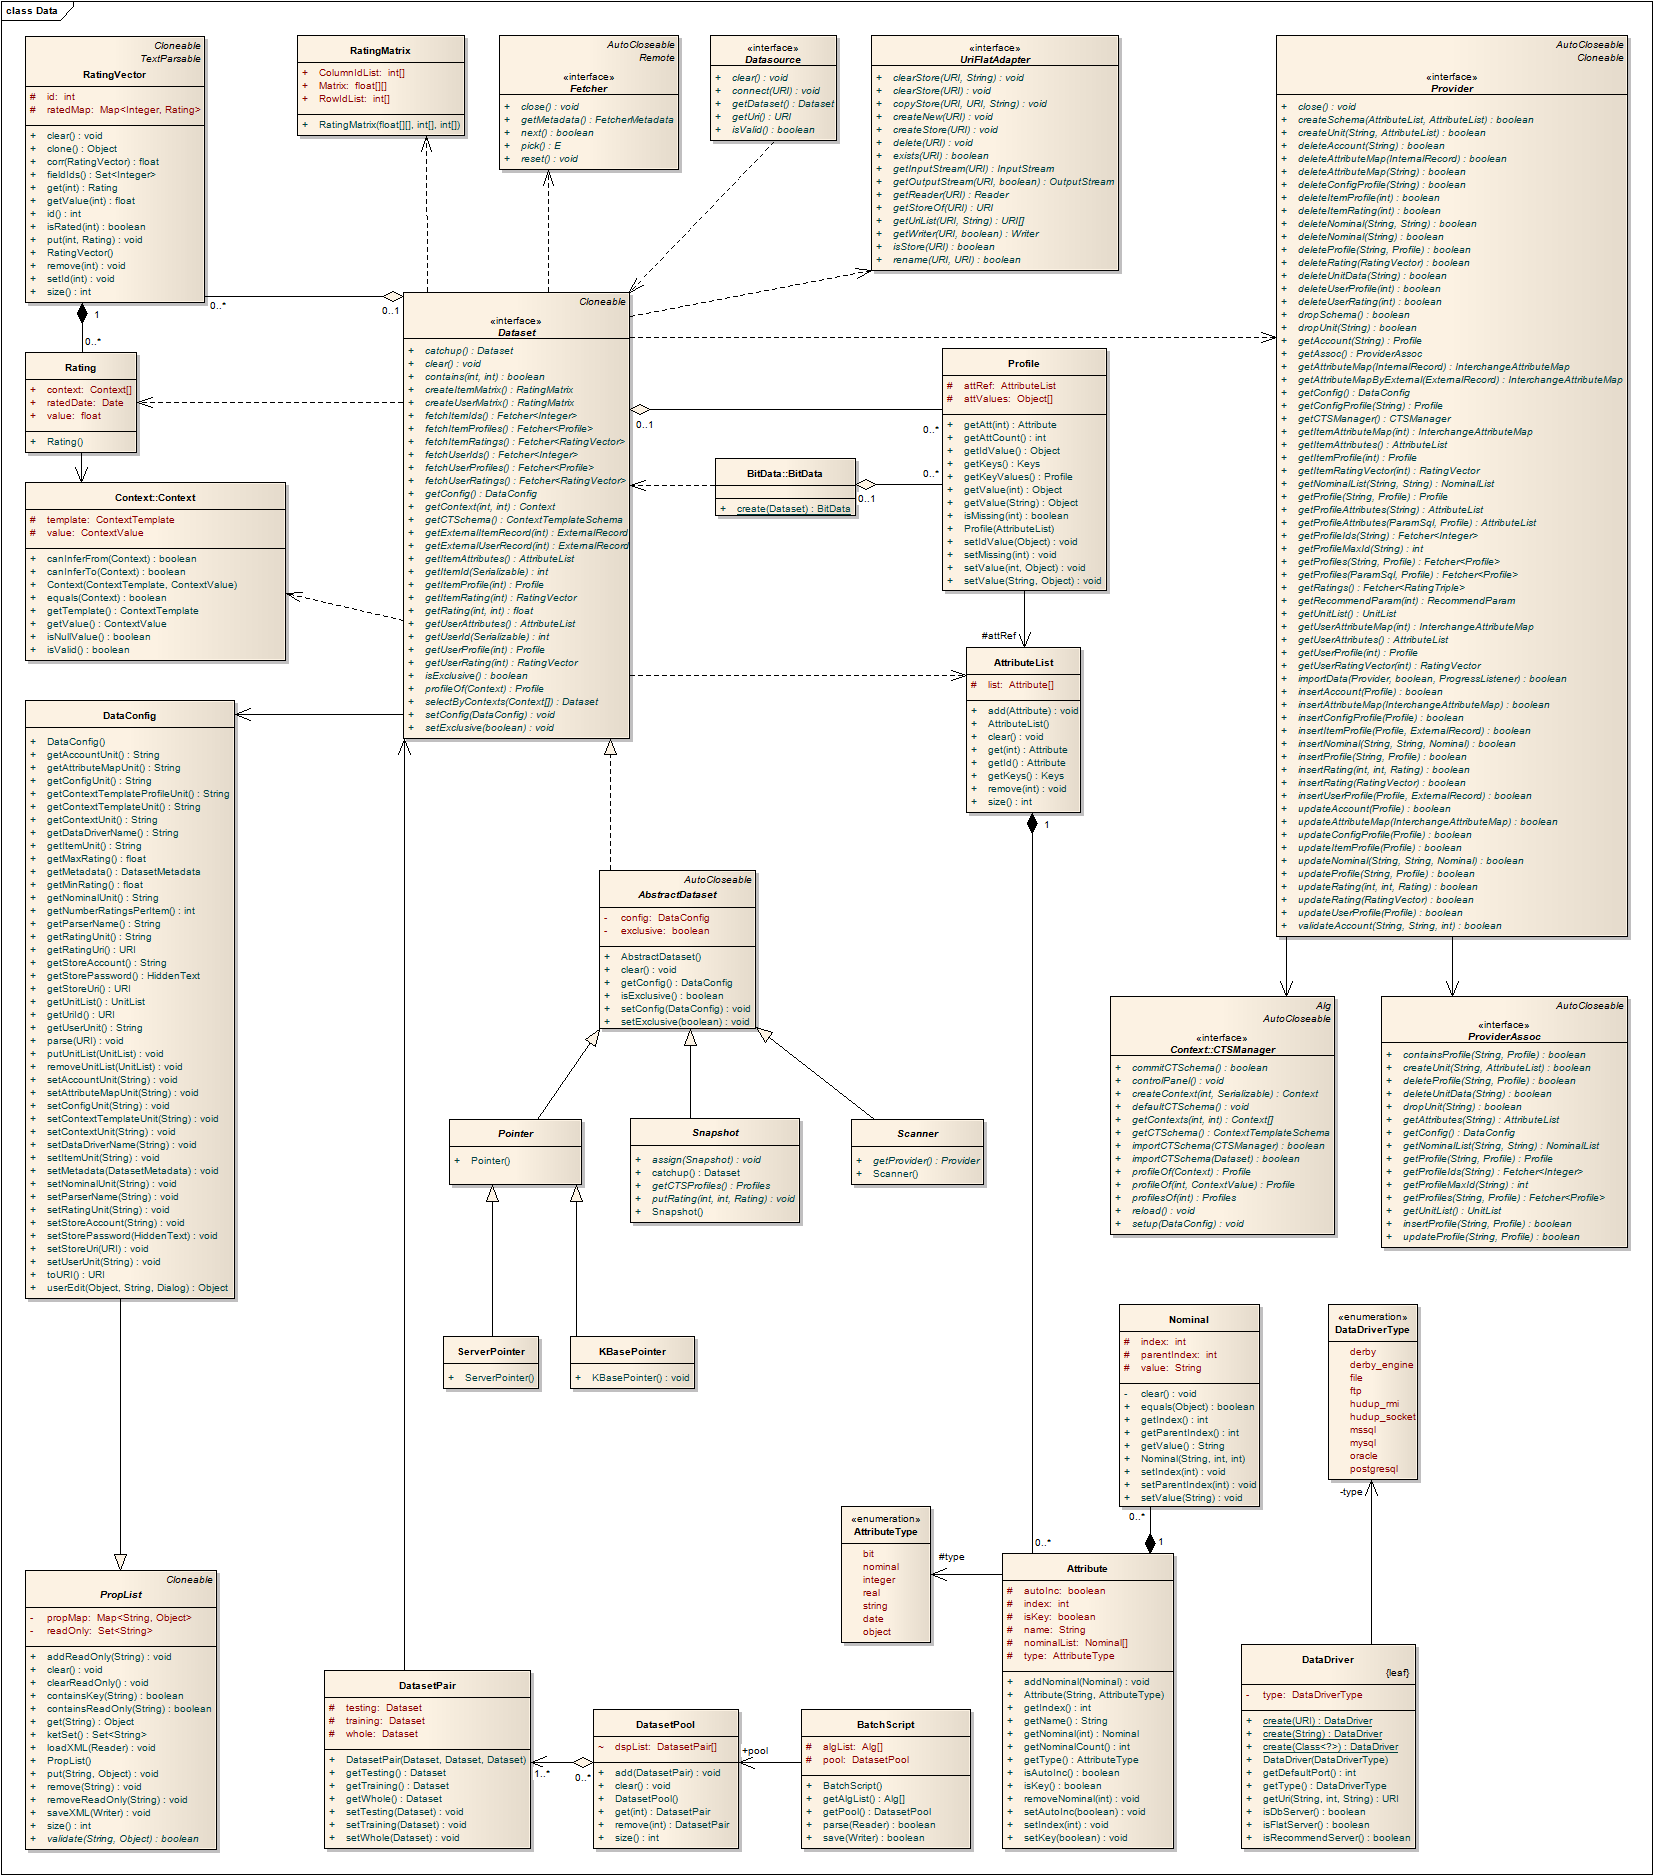 class Data
Cloneable
TextParsable
RatingVector
# id: int
# ratedMap: Map<Integer, Rating>
+ clear() : void
+ clone() : Object
+ corr(RatingVector) : float
+ fieldIds() : Set<Integer>
+ get(int) : Rating
+ getValue(int) : float
+ id() : int
+ isRated(int) : boolean
+ put(int, Rating) : void
+ RatingVector()
+ remove(int) : void
+ setId(int) : void
+ size() : int
RatingMatrix
+ ColumnIdList: int[]
+ Matrix: float[][]
+ RowIdList: int[]
+ RatingMatrix(float[][], int[], int[])
AutoCloseable
Remote
«interface»
Fetcher
+ close() : void
+ getMetadata() : FetcherMetadata
+ next() : boolean
+ pick() : E
+ reset() : void
«interface»
Datasource
+ clear() : void
+ connect(URI) : void
+ getDataset() : Dataset
+ getUri() : URI
+ isValid() : boolean
«interface»
UriFlatAdapter
+ clearStore(URI, String) : void
+ clearStore(URI) : void
+ copyStore(URI, URI, String) : void
+ createNew(URI) : void
+ createStore(URI) : void
+ delete(URI) : void
+ exists(URI) : boolean
+ getInputStream(URI) : InputStream
+ getOutputStream(URI, boolean) : OutputStream
+ getReader(URI) : Reader
+ getStoreOf(URI) : URI
+ getUriList(URI, String) : URI[]
+ getWriter(URI, boolean) : Writer
+ isStore(URI) : boolean
+ rename(URI, URI) : boolean
AutoCloseable
Cloneable
«interface»
Provider
+ close() : void
+ createSchema(AttributeList, AttributeList) : boolean
+ createUnit(String, AttributeList) : boolean
+ deleteAccount(String) : boolean
+ deleteAttributeMap(InternalRecord) : boolean
+ deleteAttributeMap(String) : boolean
+ deleteConfigProfile(String) : boolean
+ deleteItemProfile(int) : boolean
+ deleteItemRating(int) : boolean
+ deleteNominal(String, String) : boolean
+ deleteNominal(String) : boolean
+ deleteProfile(String, Profile) : boolean
+ deleteRating(RatingVector) : boolean
+ deleteUnitData(String) : boolean
+ deleteUserProfile(int) : boolean
+ deleteUserRating(int) : boolean
+ dropSchema() : boolean
+ dropUnit(String) : boolean
+ getAccount(String) : Profile
+ getAssoc() : ProviderAssoc
+ getAttributeMap(InternalRecord) : InterchangeAttributeMap
+ getAttributeMapByExternal(ExternalRecord) : InterchangeAttributeMap
+ getConfig() : DataConfig
+ getConfigProfile(String) : Profile
+ getCTSManager() : CTSManager
+ getItemAttributeMap(int) : InterchangeAttributeMap
+ getItemAttributes() : AttributeList
+ getItemProfile(int) : Profile
+ getItemRatingVector(int) : RatingVector
+ getNominalList(String, String) : NominalList
+ getProfile(String, Profile) : Profile
+ getProfileAttributes(String) : AttributeList
+ getProfileAttributes(ParamSql, Profile) : AttributeList
+ getProfileIds(String) : Fetcher<Integer>
+ getProfileMaxId(String) : int
+ getProfiles(String, Profile) : Fetcher<Profile>
+ getProfiles(ParamSql, Profile) : Fetcher<Profile>
+ getRatings() : Fetcher<RatingTriple>
+ getRecommendParam(int) : RecommendParam
+ getUnitList() : UnitList
+ getUserAttributeMap(int) : InterchangeAttributeMap
+ getUserAttributes() : AttributeList
+ getUserProfile(int) : Profile
+ getUserRatingVector(int) : RatingVector
+ importData(Provider, boolean, ProgressListener) : boolean
+ insertAccount(Profile) : boolean
+ insertAttributeMap(InterchangeAttributeMap) : boolean
+ insertConfigProfile(Profile) : boolean
+ insertItemProfile(Profile, ExternalRecord) : boolean
+ insertNominal(String, String, Nominal) : boolean
+ insertProfile(String, Profile) : boolean
+ insertRating(int, int, Rating) : boolean
+ insertRating(RatingVector) : boolean
+ insertUserProfile(Profile, ExternalRecord) : boolean
+ updateAccount(Profile) : boolean
+ updateAttributeMap(InterchangeAttributeMap) : boolean
+ updateConfigProfile(Profile) : boolean
+ updateItemProfile(Profile) : boolean
+ updateNominal(String, String, Nominal) : boolean
+ updateProfile(String, Profile) : boolean
+ updateRating(int, int, Rating) : boolean
+ updateRating(RatingVector) : boolean
+ updateUserProfile(Profile) : boolean
+ validateAccount(String, String, int) : boolean
0..*
0..1
1
0..*
Rating
+ context: Context[]
+ ratedDate: Date
+ value: float
+ Rating()
Context::Context
# template: ContextTemplate
# value: ContextValue
+ canInferFrom(Context) : boolean
+ canInferTo(Context) : boolean
+ Context(ContextTemplate, ContextValue)
+ equals(Context) : boolean
+ getTemplate() : ContextTemplate
+ getValue() : ContextValue
+ isNullValue() : boolean
+ isValid() : boolean
Cloneable
«interface»
Dataset
+ catchup() : Dataset
+ clear() : void
+ contains(int, int) : boolean
+ createItemMatrix() : RatingMatrix
+ createUserMatrix() : RatingMatrix
+ fetchItemIds() : Fetcher<Integer>
+ fetchItemProfiles() : Fetcher<Profile>
+ fetchItemRatings() : Fetcher<RatingVector>
+ fetchUserIds() : Fetcher<Integer>
+ fetchUserProfiles() : Fetcher<Profile>
+ fetchUserRatings() : Fetcher<RatingVector>
+ getConfig() : DataConfig
+ getContext(int, int) : Context
+ getCTSchema() : ContextTemplateSchema
+ getExternalItemRecord(int) : ExternalRecord
+ getExternalUserRecord(int) : ExternalRecord
+ getItemAttributes() : AttributeList
+ getItemId(Serializable) : int
+ getItemProfile(int) : Profile
+ getItemRating(int) : RatingVector
+ getRating(int, int) : float
+ getUserAttributes() : AttributeList
+ getUserId(Serializable) : int
+ getUserProfile(int) : Profile
+ getUserRating(int) : RatingVector
+ isExclusive() : boolean
+ profileOf(Context) : Profile
+ selectByContexts(Context[]) : Dataset
+ setConfig(DataConfig) : void
+ setExclusive(boolean) : void
0..1
0..*
BitData::BitData
+ create(Dataset) : BitData
0..1
0..*
Profile
# attRef: AttributeList
# attValues: Object[]
+ getAtt(int) : Attribute
+ getAttCount() : int
+ getIdValue() : Object
+ getKeys() : Keys
+ getKeyValues() : Profile
+ getValue(int) : Object
+ getValue(String) : Object
+ isMissing(int) : boolean
+ Profile(AttributeList)
+ setIdValue(Object) : void
+ setMissing(int) : void
+ setValue(int, Object) : void
+ setValue(String, Object) : void
#attRef
AttributeList
# list: Attribute[]
+ add(Attribute) : void
+ AttributeList()
+ clear() : void
+ get(int) : Attribute
+ getId() : Attribute
+ getKeys() : Keys
+ remove(int) : void
+ size() : int
1
DataConfig
+ DataConfig()
+ getAccountUnit() : String
+ getAttributeMapUnit() : String
+ getConfigUnit() : String
+ getContextTemplateProfileUnit() : String
+ getContextTemplateUnit() : String
+ getContextUnit() : String
+ getDataDriverName() : String
+ getItemUnit() : String
+ getMaxRating() : float
+ getMetadata() : DatasetMetadata
+ getMinRating() : float
+ getNominalUnit() : String
+ getNumberRatingsPerItem() : int
+ getParserName() : String
+ getRatingUnit() : String
+ getRatingUri() : URI
+ getStoreAccount() : String
+ getStorePassword() : HiddenText
+ getStoreUri() : URI
+ getUnitList() : UnitList
+ getUriId() : URI
+ getUserUnit() : String
+ parse(URI) : void
+ putUnitList(UnitList) : void
+ removeUnitList(UnitList) : void
+ setAccountUnit(String) : void
+ setAttributeMapUnit(String) : void
+ setConfigUnit(String) : void
+ setContextTemplateUnit(String) : void
+ setContextUnit(String) : void
+ setDataDriverName(String) : void
+ setItemUnit(String) : void
+ setMetadata(DatasetMetadata) : void
+ setNominalUnit(String) : void
+ setParserName(String) : void
+ setRatingUnit(String) : void
+ setStoreAccount(String) : void
+ setStorePassword(HiddenText) : void
+ setStoreUri(URI) : void
+ setUserUnit(String) : void
+ toURI() : URI
+ userEdit(Object, String, Dialog) : Object
AutoCloseable
AbstractDataset
- config: DataConfig
- exclusive: boolean
+ AbstractDataset()
+ clear() : void
+ getConfig() : DataConfig
+ isExclusive() : boolean
+ setConfig(DataConfig) : void
+ setExclusive(boolean) : void
Pointer
+ Pointer()
Snapshot
+ assign(Snapshot) : void
+ catchup() : Dataset
+ getCTSProfiles() : Profiles
+ putRating(int, int, Rating) : void
+ Snapshot()
Scanner
+ getProvider() : Provider
+ Scanner()
Alg
AutoCloseable
«interface»
Context::CTSManager
+ commitCTSchema() : boolean
+ controlPanel() : void
+ createContext(int, Serializable) : Context
+ defaultCTSchema() : void
+ getContexts(int, int) : Context[]
+ getCTSchema() : ContextTemplateSchema
+ importCTSchema(CTSManager) : boolean
+ importCTSchema(Dataset) : boolean
+ profileOf(Context) : Profile
+ profileOf(int, ContextValue) : Profile
+ profilesOf(int) : Profiles
+ reload() : void
+ setup(DataConfig) : void
AutoCloseable
«interface»
ProviderAssoc
+ containsProfile(String, Profile) : boolean
+ createUnit(String, AttributeList) : boolean
+ deleteProfile(String, Profile) : boolean
+ deleteUnitData(String) : boolean
+ dropUnit(String) : boolean
+ getAttributes(String) : AttributeList
+ getConfig() : DataConfig
+ getNominalList(String, String) : NominalList
+ getProfile(String, Profile) : Profile
+ getProfileIds(String) : Fetcher<Integer>
+ getProfileMaxId(String) : int
+ getProfiles(String, Profile) : Fetcher<Profile>
+ getUnitList() : UnitList
+ insertProfile(String, Profile) : boolean
+ updateProfile(String, Profile) : boolean
ServerPointer
+ ServerPointer()
KBasePointer
+ KBasePointer() : void
Nominal
# index: int
# parentIndex: int
# value: String
- clear() : void
+ equals(Object) : boolean
+ getIndex() : int
+ getParentIndex() : int
+ getValue() : String
+ Nominal(String, int, int)
+ setIndex(int) : void
+ setParentIndex(int) : void
+ setValue(String) : void
0..*
1
«enumeration»
DataDriverType
derby
derby_engine
file
ftp
hudup_rmi
hudup_socket
mssql
mysql
oracle
postgresql
-type
«enumeration»
AttributeType
bit
nominal
integer
real
string
date
object
#type
0..*
Attribute
# autoInc: boolean
# index: int
# isKey: boolean
# name: String
# nominalList: Nominal[]
# type: AttributeType
+ addNominal(Nominal) : void
+ Attribute(String, AttributeType)
+ getIndex() : int
+ getName() : String
+ getNominal(int) : Nominal
+ getNominalCount() : int
+ getType() : AttributeType
+ isAutoInc() : boolean
+ isKey() : boolean
+ removeNominal(int) : void
+ setAutoInc(boolean) : void
+ setIndex(int) : void
+ setKey(boolean) : void
Cloneable
PropList
- propMap: Map<String, Object>
- readOnly: Set<String>
+ addReadOnly(String) : void
+ clear() : void
+ clearReadOnly() : void
+ containsKey(String) : boolean
+ containsReadOnly(String) : boolean
+ get(String) : Object
+ ketSet() : Set<String>
+ loadXML(Reader) : void
+ PropList()
+ put(String, Object) : void
+ remove(String) : void
+ removeReadOnly(String) : void
+ saveXML(Writer) : void
+ size() : int
+ validate(String, Object) : boolean
DatasetPair
# testing: Dataset
# training: Dataset
# whole: Dataset
+ DatasetPair(Dataset, Dataset, Dataset)
+ getTesting() : Dataset
+ getTraining() : Dataset
+ getWhole() : Dataset
+ setTesting(Dataset) : void
+ setTraining(Dataset) : void
+ setWhole(Dataset) : void
1..*
0..*
DatasetPool
~ dspList: DatasetPair[]
+ add(DatasetPair) : void
+ clear() : void
+ DatasetPool()
+ get(int) : DatasetPair
+ remove(int) : DatasetPair
+ size() : int
+pool
BatchScript
# algList: Alg[]
# pool: DatasetPool
+ BatchScript()
+ getAlgList() : Alg[]
+ getPool() : DatasetPool
+ parse(Reader) : boolean
+ save(Writer) : boolean
DataDriver
{leaf}
- type: DataDriverType
+ create(URI) : DataDriver
+ create(String) : DataDriver
+ create(Class<?>) : DataDriver
+ DataDriver(DataDriverType)
+ getDefaultPort() : int
+ getType() : DataDriverType
+ getUri(String, int, String) : URI
+ isDbServer() : boolean
+ isFlatServer() : boolean
+ isRecommendServer() : boolean